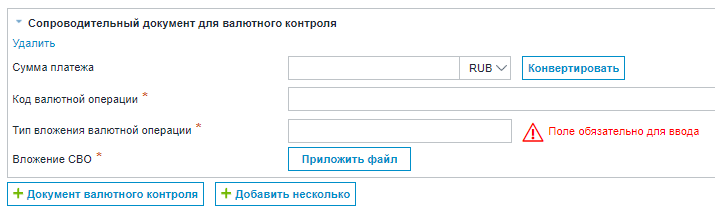 Сопроводительный документ для валютного контроля
Удалить
Сумма платежа RUB Конвертировать
Код валютной операции *
Тип вложения валютной операции * Поле обязательно для ввода
Вложение СВО * Приложить файл
+ Документ валютного контроля + Добавить несколько